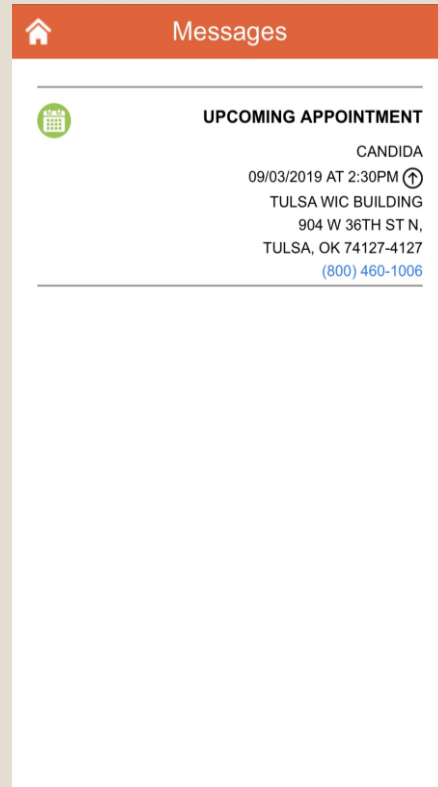 Messages
UPCOMING APPOINTMENT
CANDIDA
09/03/2019 AT 2:30PM
TULSA WIC BUILDING
904 W 36TH ST N,
TULSA, OK 74127-4127
(800) 460-1006